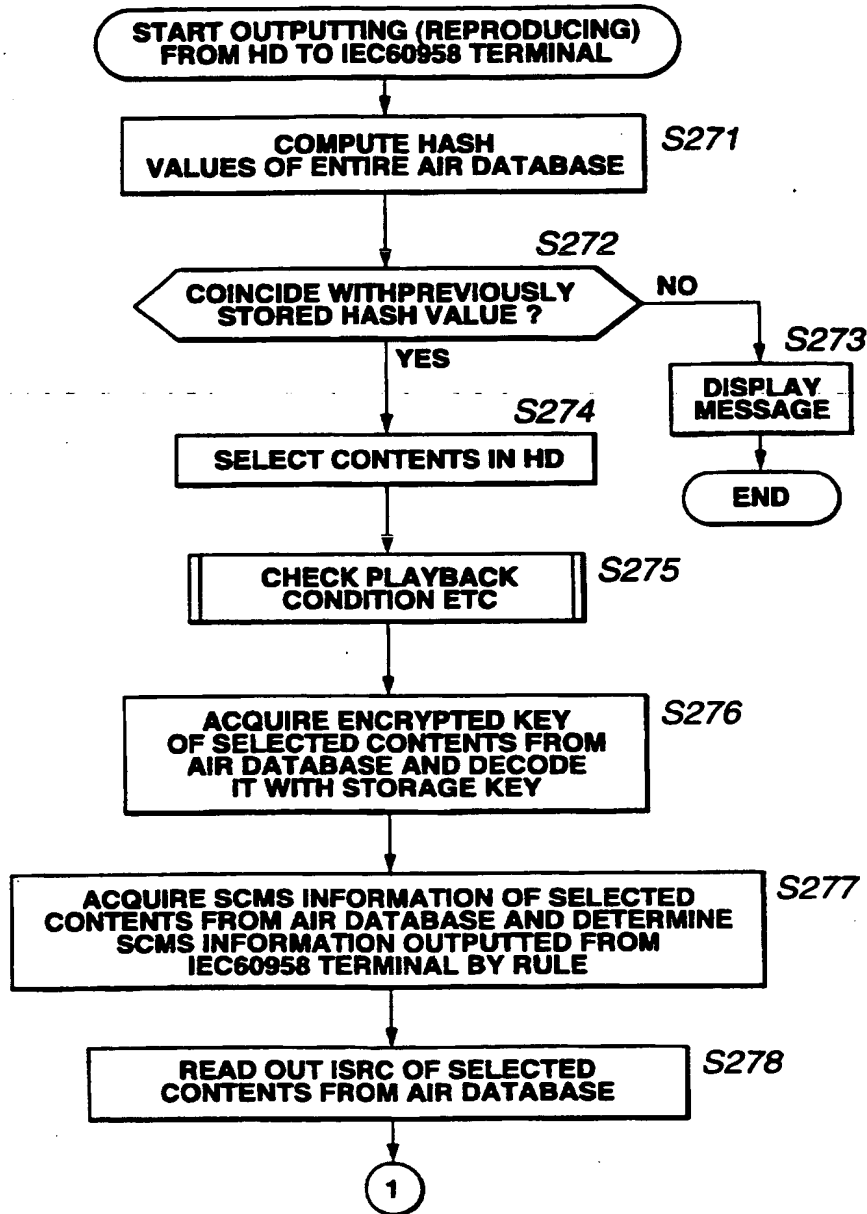 START OUTPUTTING (REPRODUCING)
FROM HD TO IEC60958 TERMINAL
COMPUTE HASH
VALUES OF ENTIRE AIR DATABASE
S271
S272
COINCIDE WITHPREVIOUSLY
STORED HASH VALUE ?
NO
YES
S273
DISPLAY
MESSAGE
END
S274
SELECT CONTENTS IN HD
S275
CHECK PLAYBACK
CONDITION ETC
S276
ACQUIRE ENCRYPTED KEY
OF SELECTED CONTENTS FROM
AIR DATABASE AND DECODE
IT WITH STORAGE KEY
S277
ACQUIRE SCMS INFORMATION OF SELECTED
CONTENTS FROM AIR DATABASE AND DETERMINE
SCMS INFORMATION OUTPUTTED FROM
IEC60958 TERMINAL BY RULE
S278
READ OUT ISRC OF SELECTED
CONTENTS FROM AIR DATABASE
1